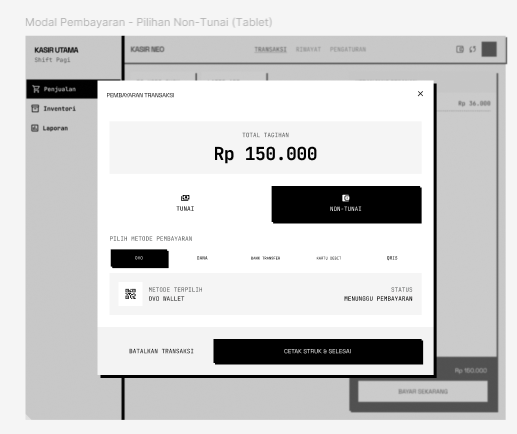 Modal Pembayaran - Pilihan Non-Tunai (Tablet)
KASIR UTAMA
Shift Pagi
KASIR NEO
TRANSAKSI
RIWAYAT
PENGATURAN
Penjualan
Inventori
Laporan
Rp 36.000
PEMBAYARAN TRANSAKSI
TOTAL TAGIHAN
Rp 150.000
TUNAI
NON-TUNAI
PILIH METODE PEMBAYARAN
OVO
DANA
BANK TRANSFER
KARTU DEBIT
QRIS
METODE TERPILIH
OVO WALLET
STATUS
MENUNGGU PEMBAYARAN
BATALKAN TRANSAKSI
CETAK STRUK & SELESAI
Rp 150.000
BAYAR SEKARANG